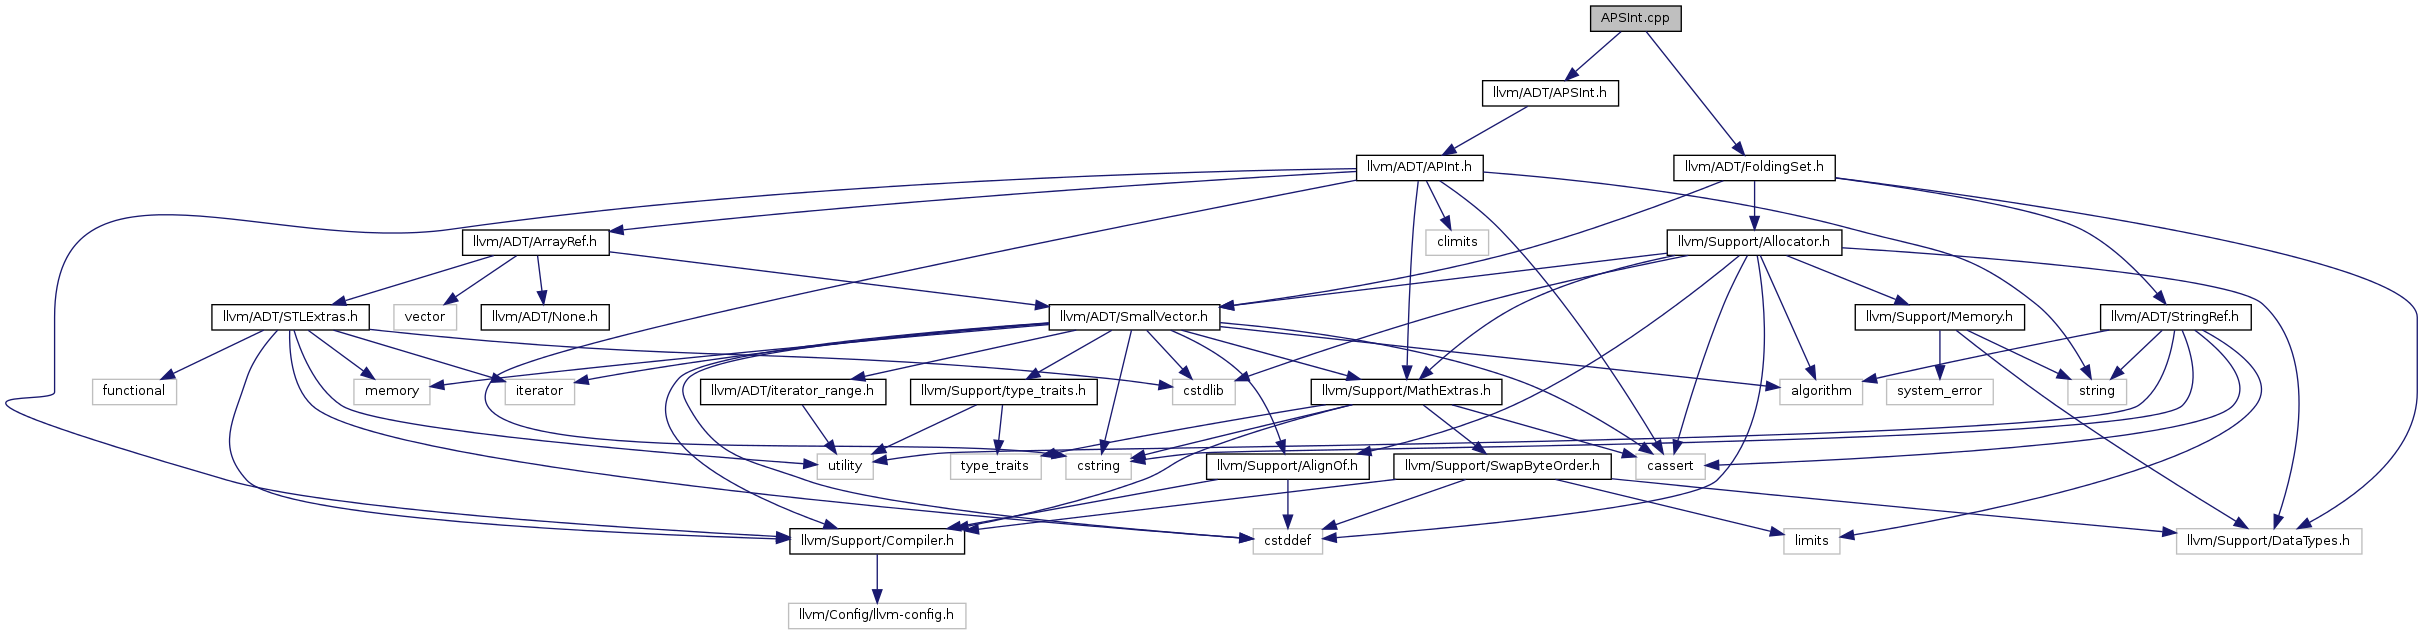 APSInt.cpp
llvm/ADT/APSInt.h
llvm/ADT/APInt.h
llvm/ADT/FoldingSet.h
llvm/ADT/ArrayRef.h
climits
llvm/Support/Allocator.h
llvm/ADT/STLExtras.h
vector
llvm/ADT/None.h
llvm/ADT/SmallVector.h
llvm/Support/Memory.h
llvm/ADT/StringRef.h
functional
memory
iterator
llvm/ADT/iterator_range.h
llvm/Support/type_traits.h
cstdlib
llvm/Support/MathExtras.h
algorithm
system_error
string
utility
type_traits
cstring
llvm/Support/AlignOf.h
llvm/Support/SwapByteOrder.h
cassert
llvm/Support/Compiler.h
cstddef
limits
llvm/Support/DataTypes.h
llvm/Config/llvm-config.h